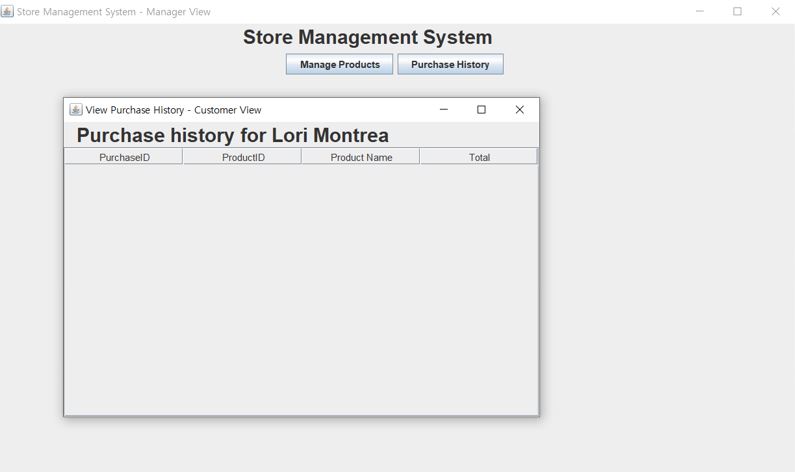 Store Management System - Manager View
Store Management System
Manage Products Purchase History
View Purchase History - Customer View
Purchase history for Lori Montrea
PurchaseID ProductID Product Name Total